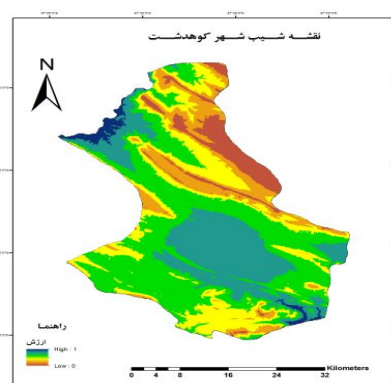 نقشه شیب شهر کوهدشت
N
راهنما
ارزش
High : 1
Low : 0
0 4 8 16 24 32 Kilometers